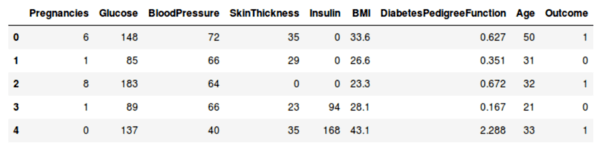 Pregnancies Glucose BloodPressure SkinThickness Insulin BMI DiabetesPedigreeFunction Age Outcome
0 6 148 72 35 0 33.6 0.627 50 1
1 1 85 66 29 0 26.6 0.351 31 0
2 8 183 64 0 0 23.3 0.672 32 1
3 1 89 66 23 94 28.1 0.167 21 0
4 0 137 40 35 168 43.1 2.288 33 1